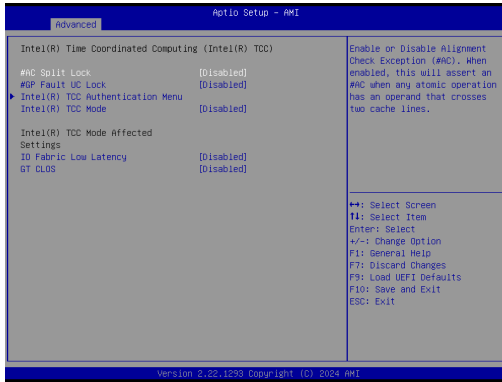 Aptio Setup - AMI
Advanced
Intel(R) Time Coordinated Computing (Intel(R) TCC)
#AC Split Lock [Disabled]
#GP Fault UC Lock [Disabled]
Intel(R) TCC Authentication Menu
Intel(R) TCC Mode [Disabled]
Intel(R) TCC Mode Affected
Settings
IO Fabric Low Latency [Disabled]
GT CLOS [Disabled]
Enable or Disable Alignment
Check Exception (#AC). When
enabled, this will assert an
#AC when any atomic operation
has an operand that crosses
two cache lines.
↔: Select Screen
↑↓: Select Item
Enter: Select
+/-: Change Option
F1: General Help
F7: Discard Changes
F9: Load UEFI Defaults
F10: Save and Exit
ESC: Exit
Version 2.22.1293 Copyright (C) 2024 AMI